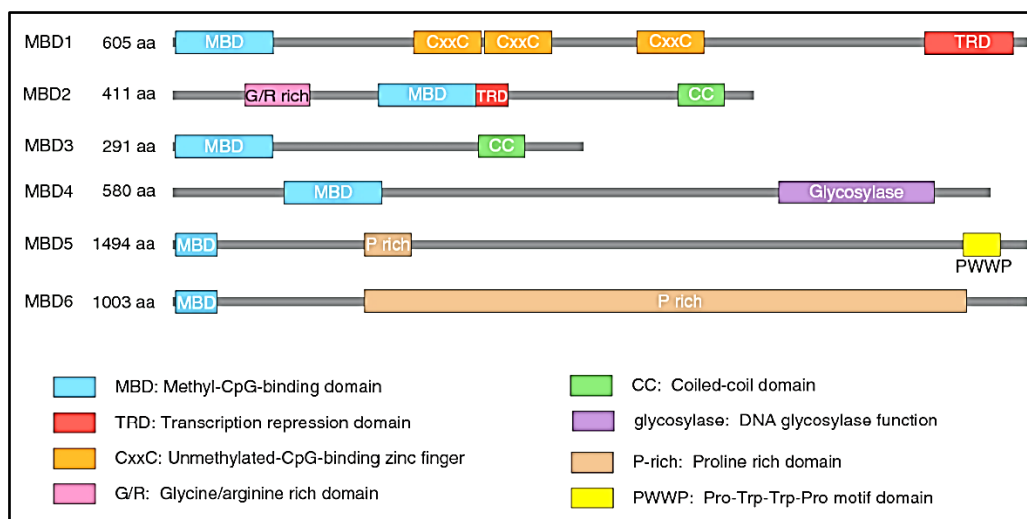 MBD1 605 aa MBD CxxC CxxC CxxC TRD
MBD2 411 aa G/R rich MBD TRD CC
MBD3 291 aa MBD CC
MBD4 580 aa MBD Glycosylase
MBD5 1494 aa MBD P rich
PWWP
MBD6 1003 aa MBD P rich
MBD: Methyl-CpG-binding domain
TRD: Transcription repression domain
CxxC: Unmethylated-CpG-binding zinc finger
G/R: Glycine/arginine rich domain
CC: Coiled-coil domain
glycosylase: DNA glycosylase function
P-rich: Proline rich domain
PWWP: Pro-Trp-Trp-Pro motif domain